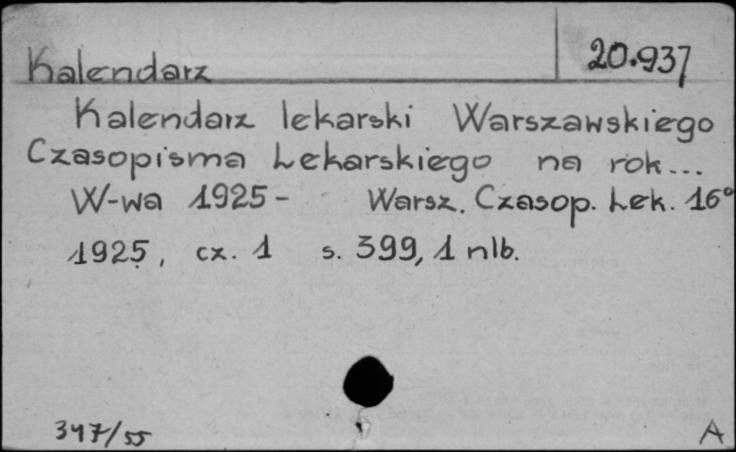 Kalendarz
20.937
Kalendarz lekarski Warszawskiego
Czasopisma Lekarskiego na rok...
W-wa 1925- Warsz. Czasop. Lek. 16°
1925, cz. 1 s. 399, 1 nlb.
347/55
A